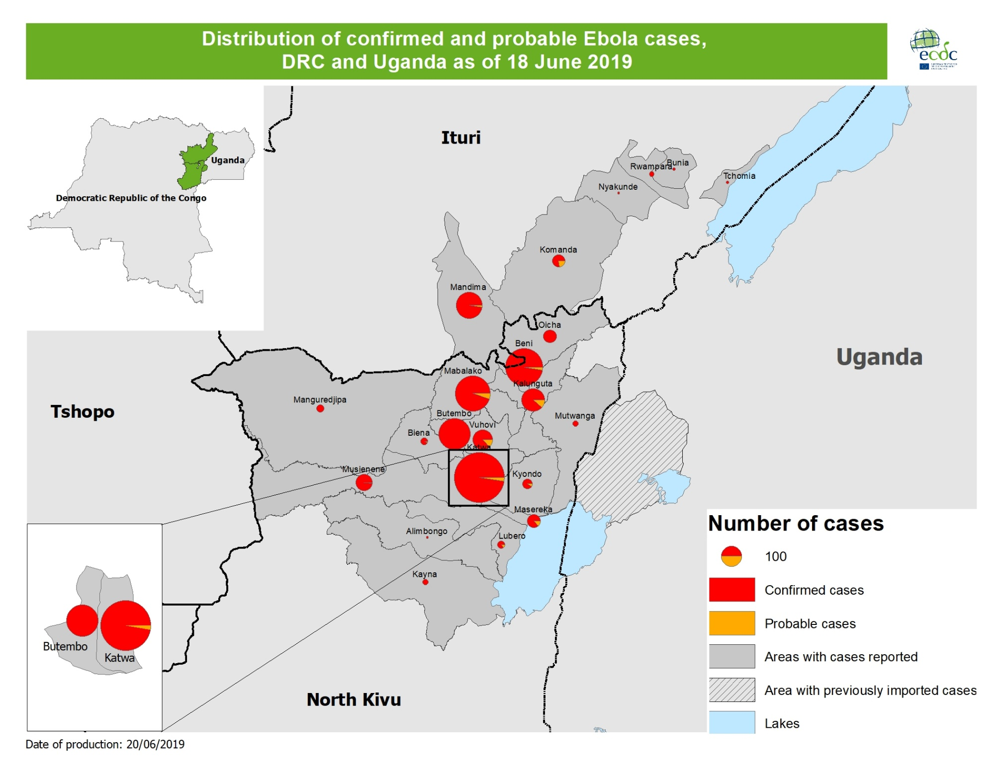 Distribution of confirmed and probable Ebola cases,
DRC and Uganda as of 18 June 2019
ecdc
Ituri
Uganda
Democratic Republic of the Congo
Rwampara
Bunia
Tchomia
Nyakunde
Komanda
Mandima
Oicha
Beni
Uganda
Mabalako
Kalunguta
Manguredjipa
Tshopo
Butembo
Mutwanga
Vuhovi
Biena
Katwa
Musienene
Kyondo
Masereka
Alimbongo
Lubero
Kayna
Butembo
Katwa
North Kivu
Number of cases
100
Confirmed cases
Probable cases
Areas with cases reported
Area with previously imported cases
Lakes
Date of production: 20/06/2019